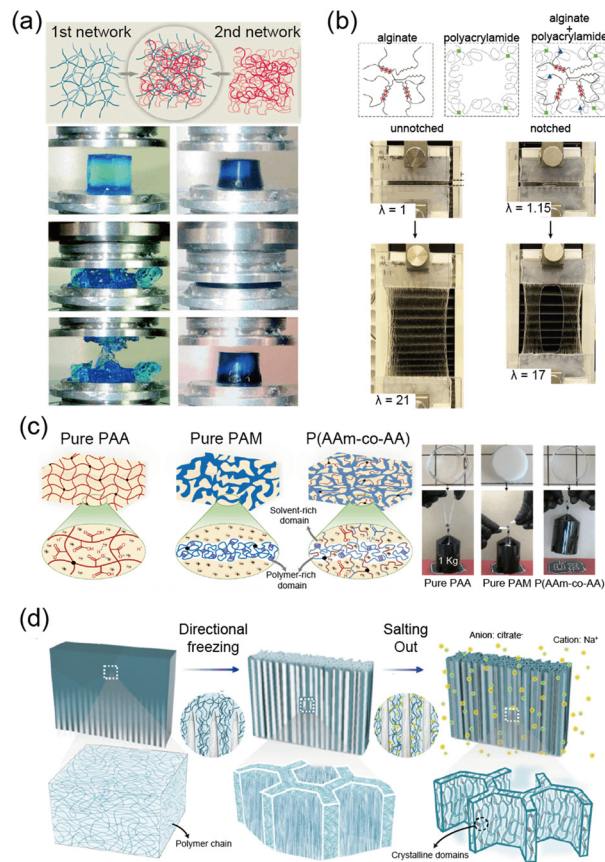 (a)
1st network
2nd network
(b)
alginate
polyacrylamide
alginate
+
polyacrylamide
unnotched
notched
λ = 1
λ = 1.15
λ = 21
λ = 17
(c)
Pure PAA
Pure PAM
P(AAm-co-AA)
Solvent-rich
domain
Polymer-rich
domain
1 Kg
Pure PAA
Pure PAM
P(AAm-co-AA)
(d)
Directional
freezing
Salting
Out
Anion: citrate⁻
Cation: Na⁺
Polymer chain
Crystalline domains